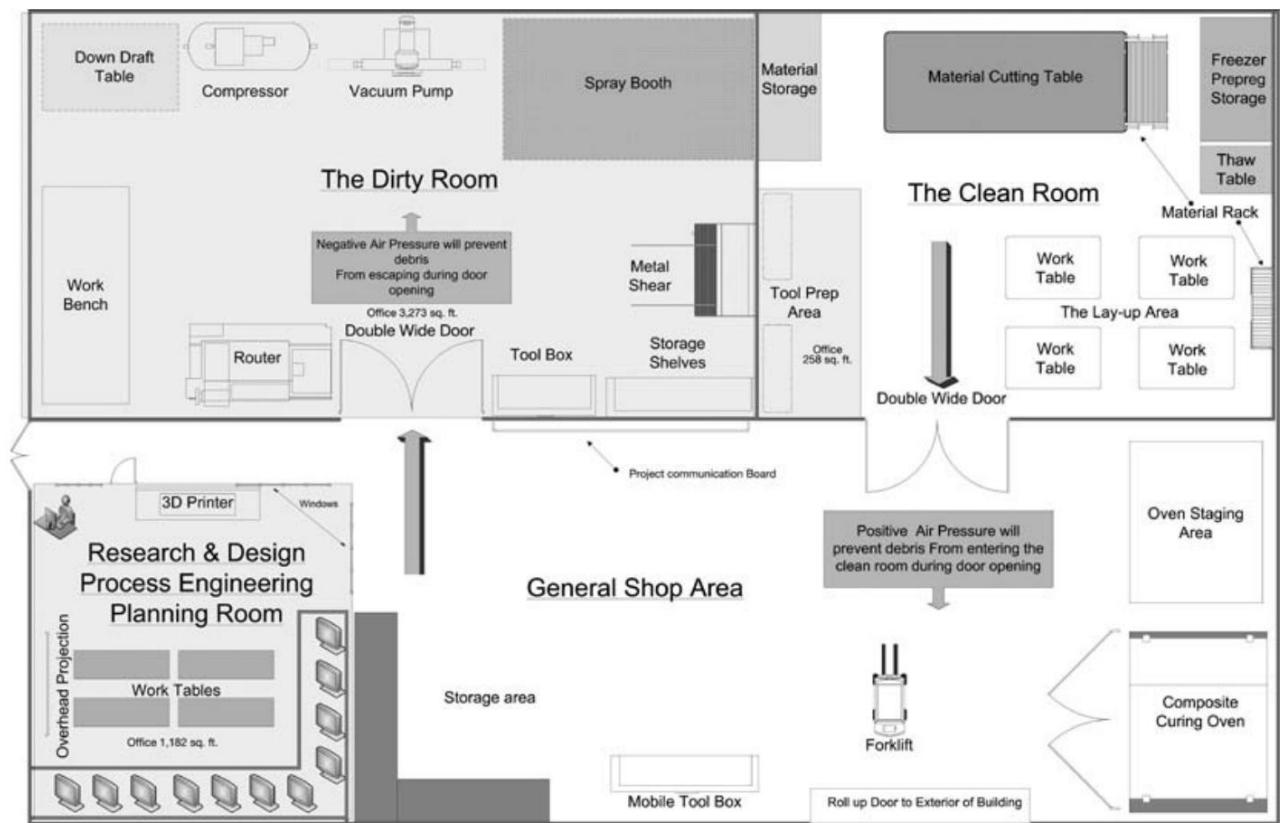 Down Draft
Table
Compressor
Vacuum Pump
Spray Booth
The Dirty Room
Negative Air Pressure will prevent
debris
From escaping during door
opening
Office 3,273 sq. ft.
Double Wide Door
Work
Bench
Router
Tool Box
Metal
Shear
Storage
Shelves
Material
Storage
Material Cutting Table
Freezer
Prepreg
Storage
Thaw
Table
The Clean Room
Material Rack
Work
Table
Work
Table
The Lay-up Area
Work
Table
Work
Table
Tool Prep
Area
Office
258 sq. ft.
Double Wide Door
Project communication Board
3D Printer
Windows
Research & Design
Process Engineering
Planning Room
Overhead Projection
Work Tables
Office 1,182 sq. ft.
General Shop Area
Storage area
Mobile Tool Box
Positive Air Pressure will
prevent debris From entering the
clean room during door opening
Forklift
Roll up Door to Exterior of Building
Oven Staging
Area
Composite
Curing Oven